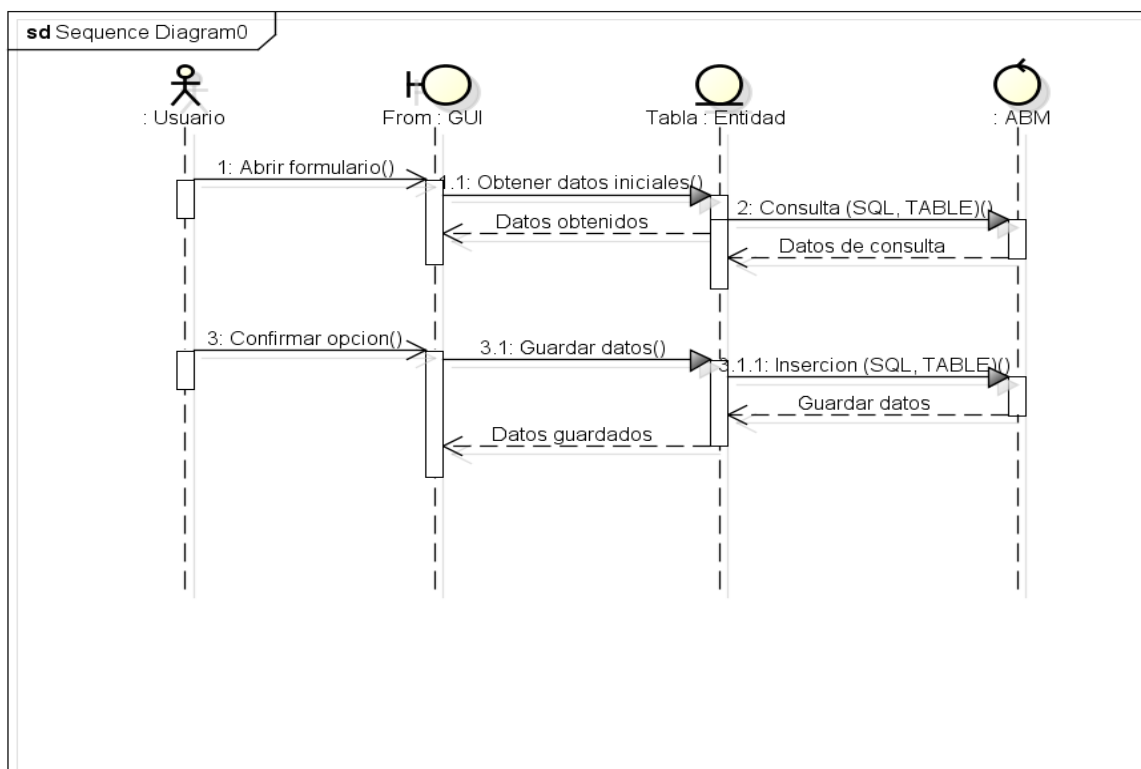 sd Sequence Diagram0
: Usuario
From : GUI
Tabla : Entidad
: ABM
1: Abrir formulario()
1.1: Obtener datos iniciales()
2: Consulta (SQL, TABLE)()
Datos obtenidos
Datos de consulta
3: Confirmar opcion()
3.1: Guardar datos()
3.1.1: Insercion (SQL, TABLE)()
Guardar datos
Datos guardados